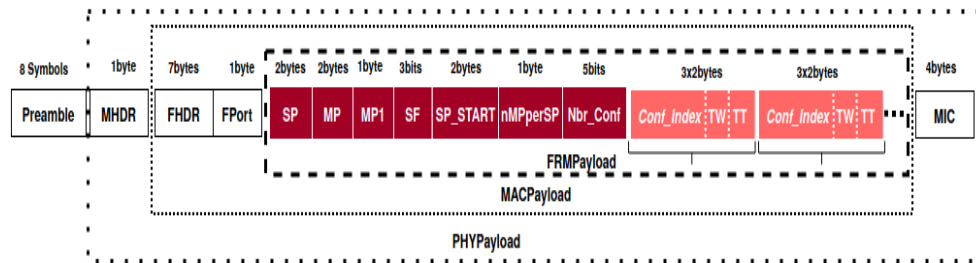 8 Symbols 1byte 7bytes 1byte 2bytes 2bytes 1byte 3bits 2bytes 1byte 5bits 3x2bytes 3x2bytes 4bytes
Preamble MHDR FHDR FPort SP MP MP1 SF SP_START nMPperSP Nbr_Conf Conf_Index TW TT Conf_Index TW TT MIC
FRMPayload
MACPayload
PHYPayload